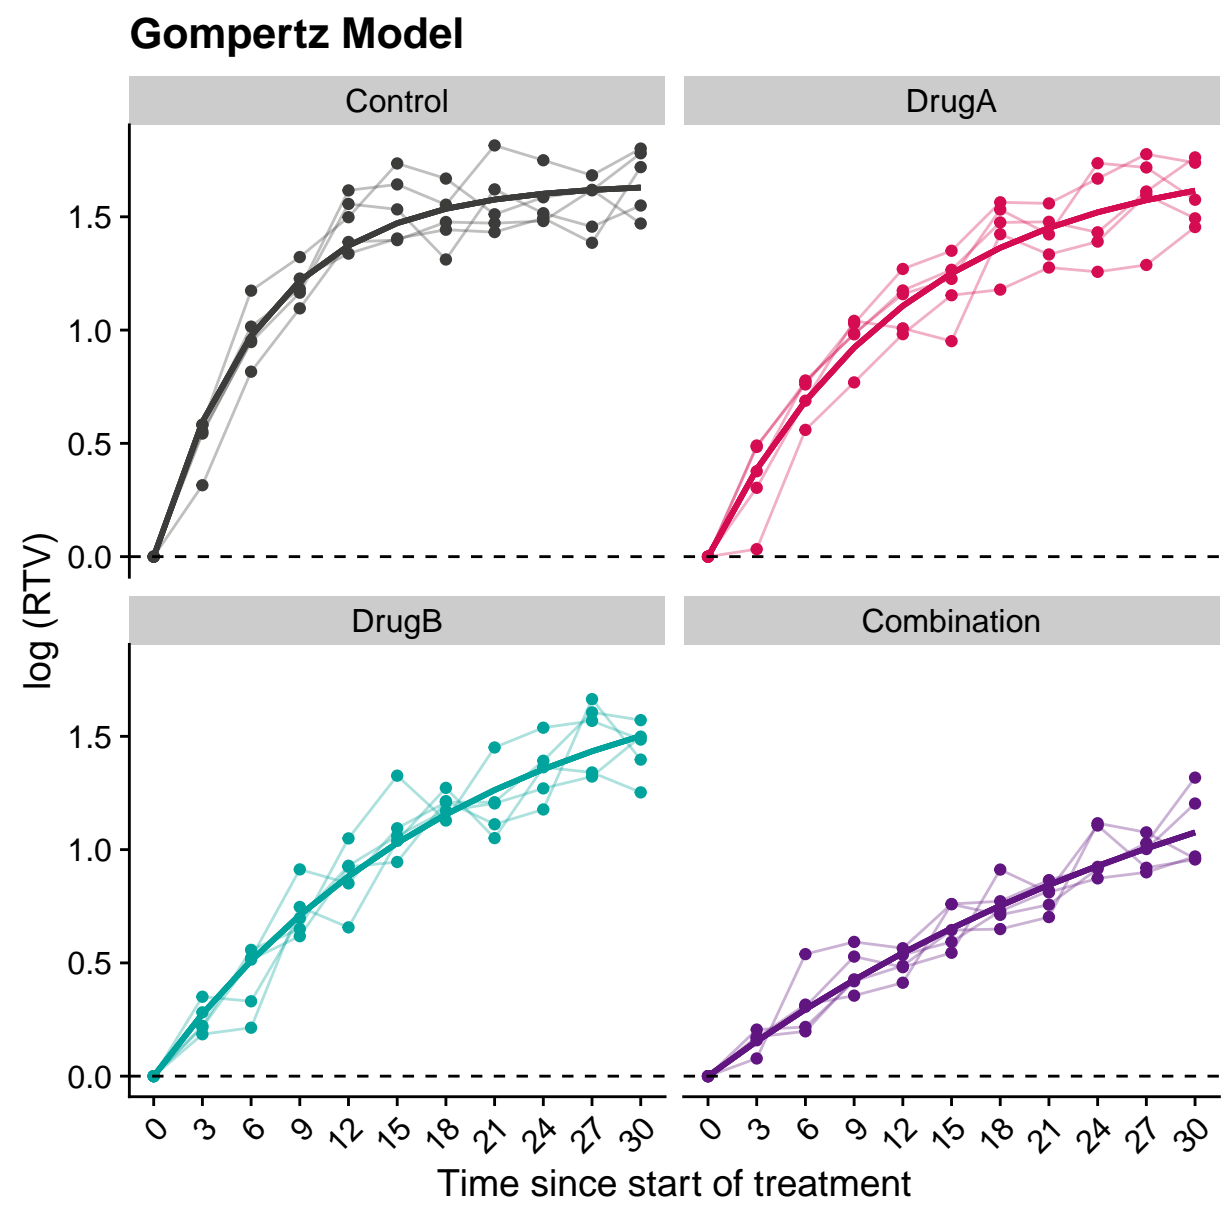 Gompertz Model
Control
DrugA
1.5
1.0
0.5
0.0
log (RTV)
DrugB
Combination
1.5
1.0
0.5
0.0
0 3 6 9 12 15 18 21 24 27 30
0 3 6 9 12 15 18 21 24 27 30
Time since start of treatment